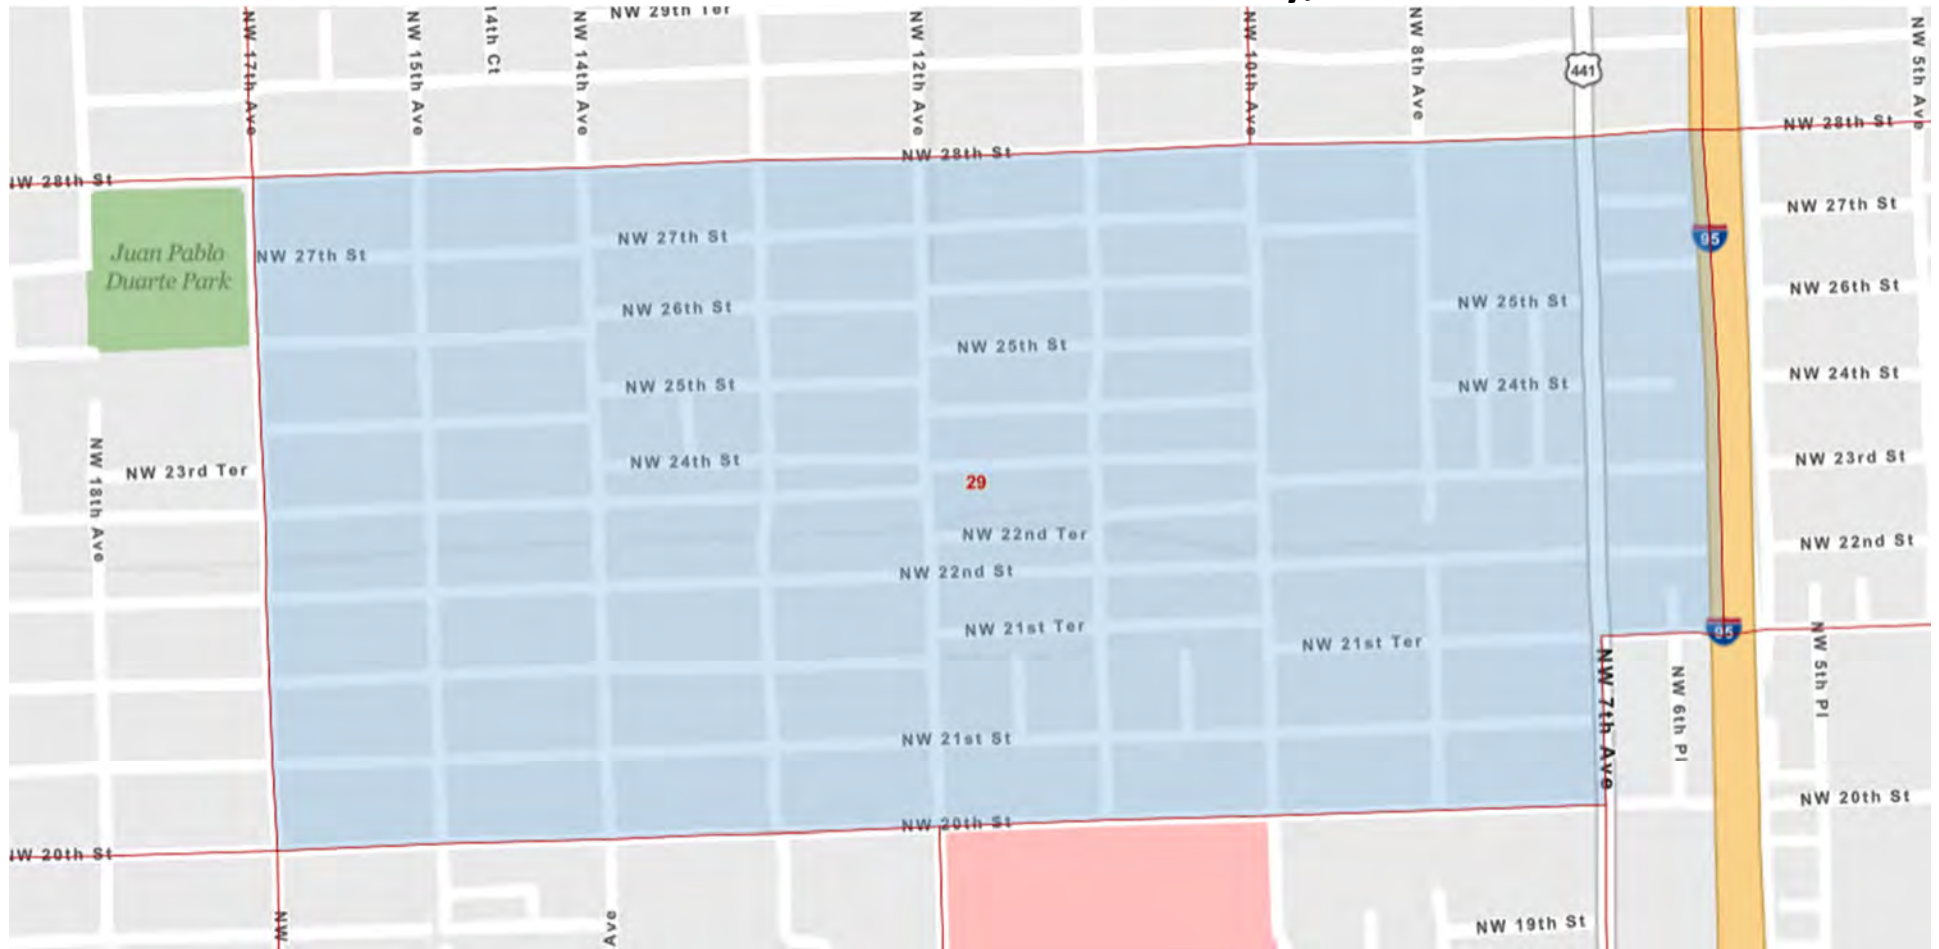 NW 29th Ter
NW 17th Ave
NW 15th Ave
14th Ct
NW 14th Ave
NW 12th Ave
NW 10th Ave
NW 8th Ave
441
NW 5th Ave
NW 28th St
NW 28th St
NW 28th St
Juan Pablo
Duarte Park
NW 27th St
NW 27th St
NW 27th St
95
NW 26th St
NW 25th St
NW 26th St
NW 25th St
NW 25th St
NW 24th St
NW 24th St
NW 18th Ave
NW 23rd Ter
NW 24th St
29
NW 23rd St
NW 22nd Ter
NW 22nd St
NW 22nd St
NW 21st Ter
NW 21st Ter
95
NW 7th Ave
NW 6th Pl
NW 5th Pl
NW 21st St
NW 20th St
NW 20th St
NW 20th St
NW
Ave
NW 19th St